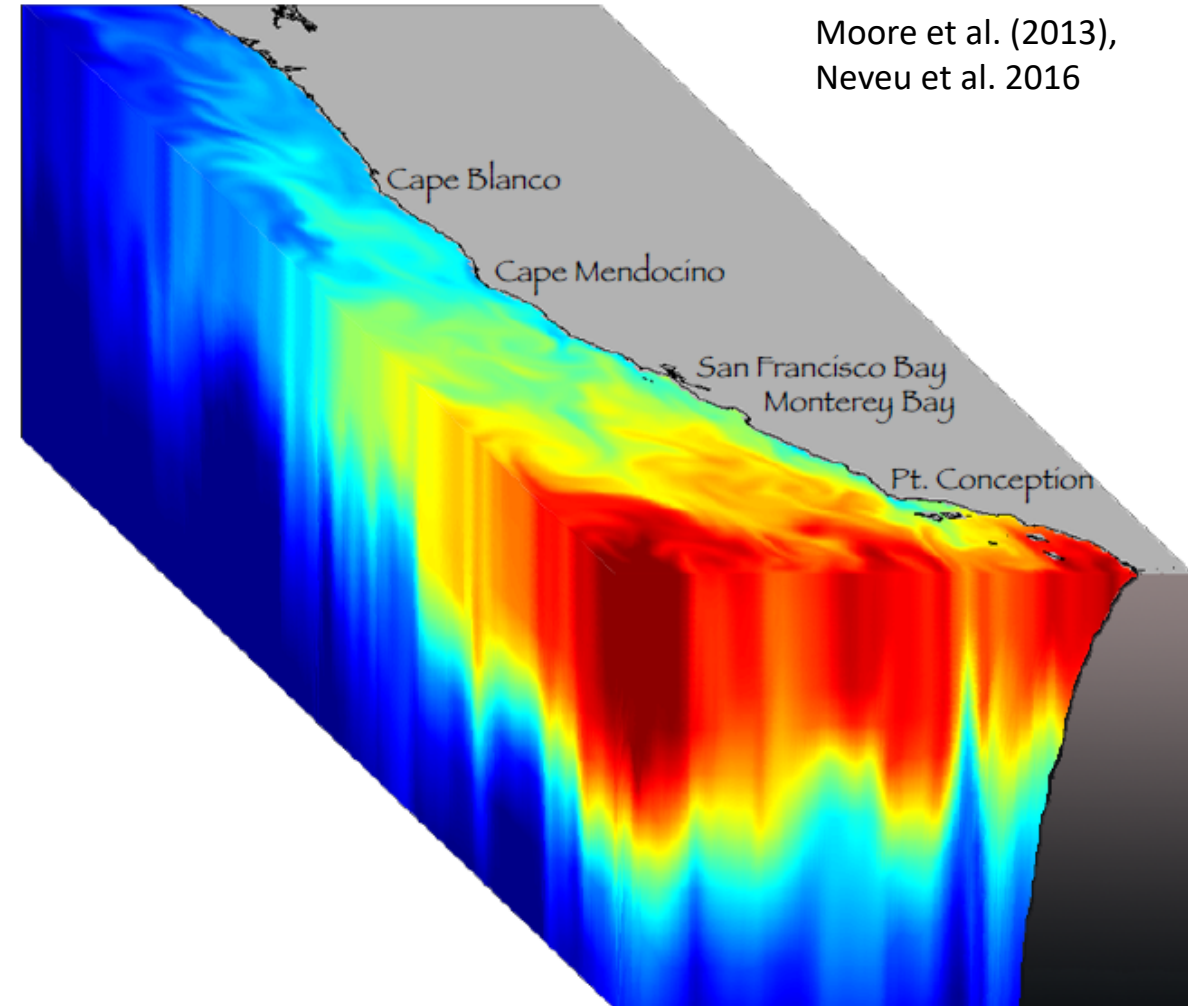 Moore et al. (2013),
Neveu et al. 2016
Cape Blanco
Cape Mendocino
San Francisco Bay
Monterey Bay
Pt. Conception